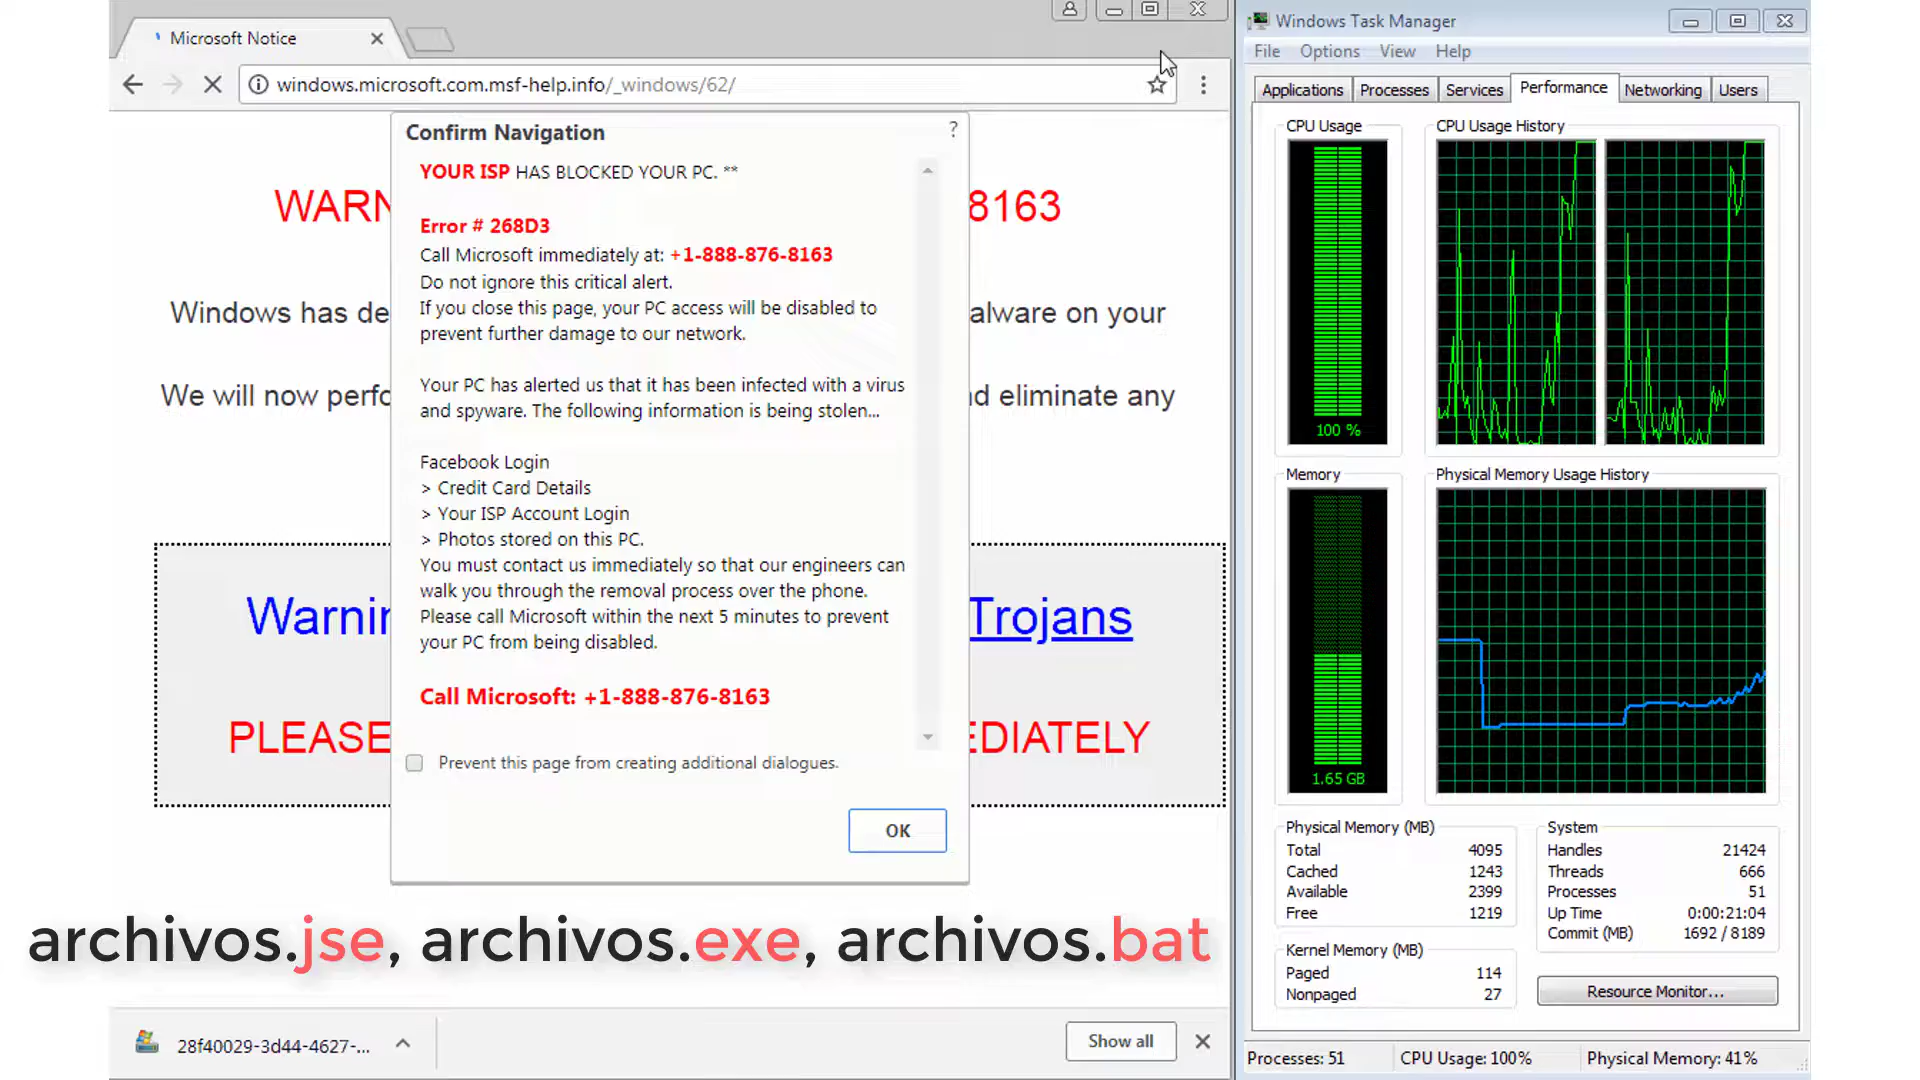 Microsoft Notice
windows.microsoft.com.msf-help.info/_windows/62/
Confirm Navigation
?
YOUR ISP HAS BLOCKED YOUR PC. **
WARN
8163
Error # 268D3
Call Microsoft immediately at: +1-888-876-8163
Do not ignore this critical alert.
If you close this page, your PC access will be disabled to
prevent further damage to our network.
Windows has de
alware on your
Your PC has alerted us that it has been infected with a virus
and spyware. The following information is being stolen...
We will now perfo
d eliminate any
Facebook Login
> Credit Card Details
> Your ISP Account Login
> Photos stored on this PC.
You must contact us immediately so that our engineers can
walk you through the removal process over the phone.
Please call Microsoft within the next 5 minutes to prevent
your PC from being disabled.
Warnin
Trojans
Call Microsoft: +1-888-876-8163
PLEASE
EDIATELY
Prevent this page from creating additional dialogues.
OK
archivos.jse, archivos.exe, archivos.bat
28f40029-3d44-4627-...
Show all
Windows Task Manager
File Options View Help
Applications Processes Services Performance Networking Users
CPU Usage
CPU Usage History
100 %
Memory
Physical Memory Usage History
1.65 GB
Physical Memory (MB)
Total 4095
Cached 1243
Available 2399
Free 1219
System
Handles 21424
Threads 666
Processes 51
Up Time 0:00:21:04
Commit (MB) 1692 / 8189
Kernel Memory (MB)
Paged 114
Nonpaged 27
Resource Monitor...
Processes: 51 CPU Usage: 100% Physical Memory: 41%